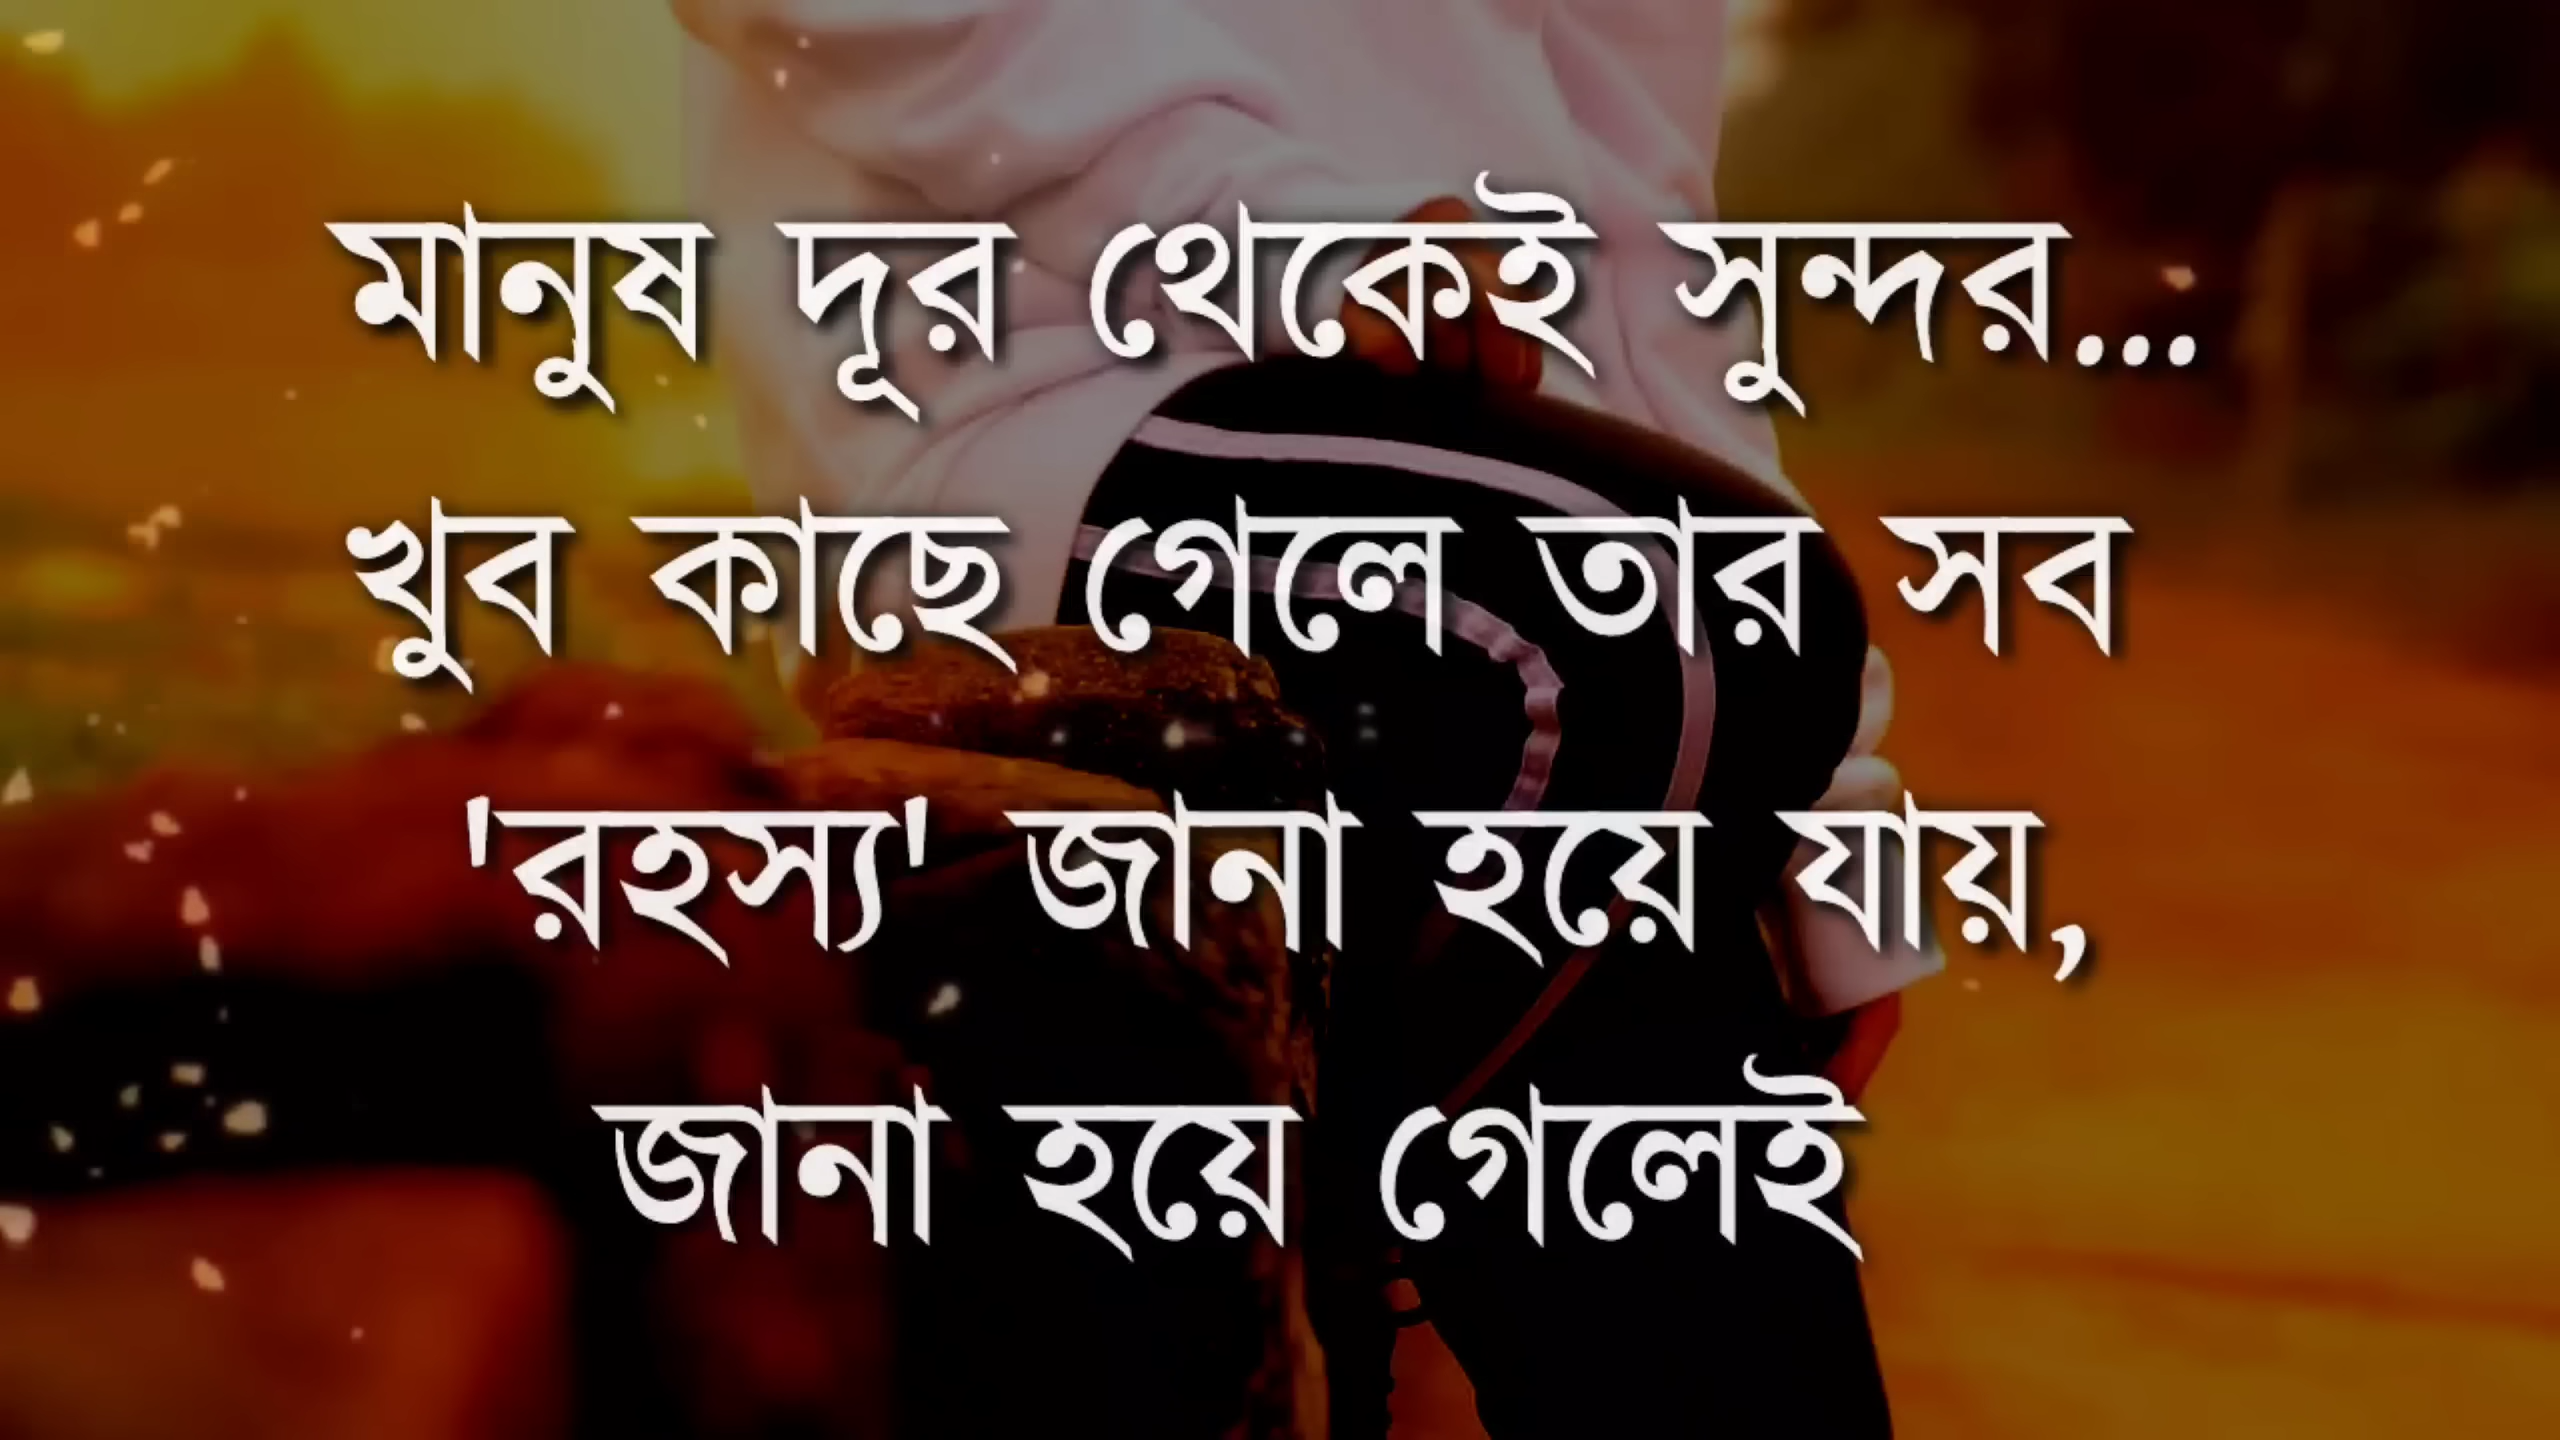 মানুষ দূর থেকেই সুন্দর...
খুব কাছে গেলে তার সব
'রহস্য' জানা হয়ে যায়,
জানা হয়ে গেলেই